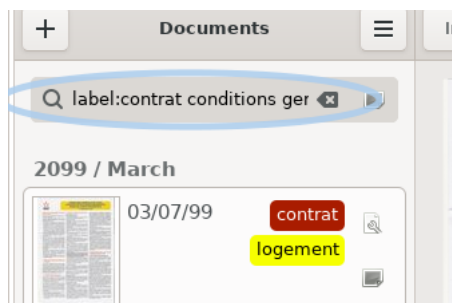 Documents
label:contrat conditions ger
2099 / March
03/07/99
contrat
logement